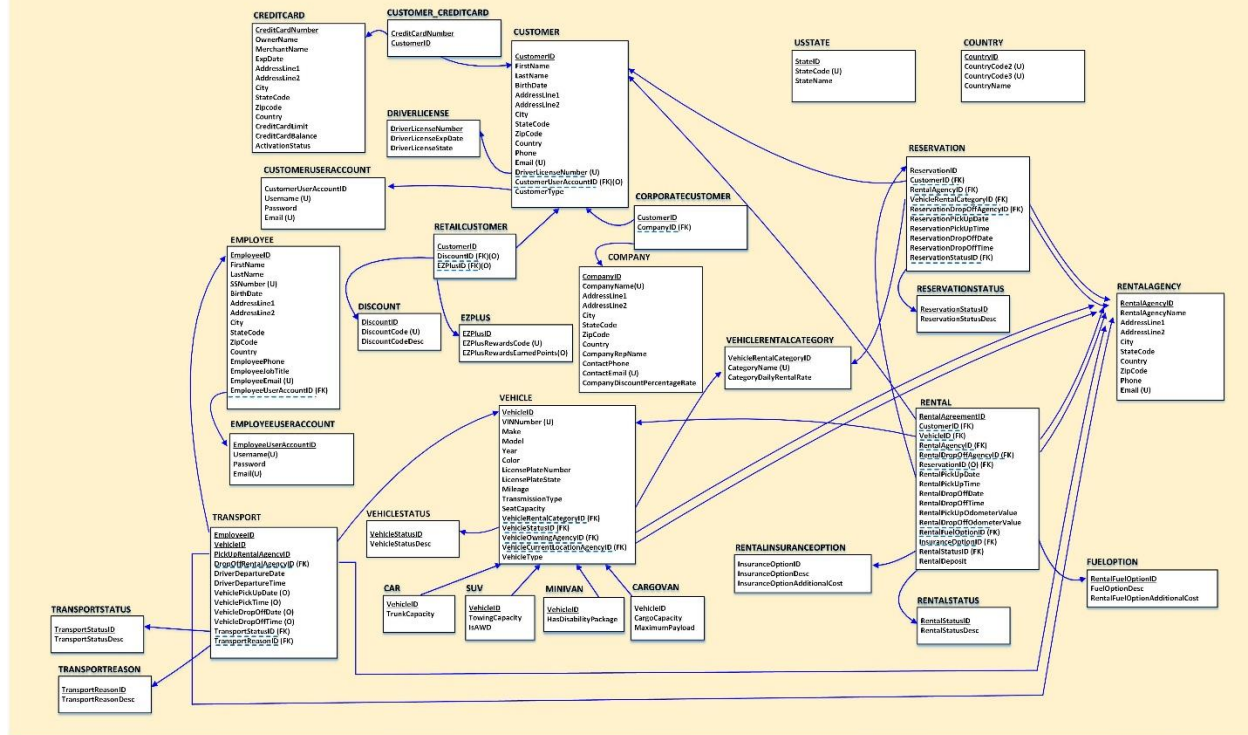 CREDITCARD
CreditCardNumber
OwnerName
MerchantName
ExpDate
AddressLine1
AddressLine2
City
StateCode
Zipcode
Country
CreditCardLimit
CreditCardBalance
ActivationStatus
CUSTOMER_CREDITCARD
CreditCardNumber
CustomerID
CUSTOMER
CustomerID
FirstName
LastName
BirthDate
AddressLine1
AddressLine2
City
StateCode
ZipCode
Country
Phone
Email (U)
DriverLicenseNumber (U)
CustomerUserAccountID (FK)(O)
CustomerType
USSTATE
StateID
StateCode (U)
StateName
COUNTRY
CountryID
CountryCode2 (U)
CountryCode3 (U)
CountryName
DRIVERLICENSE
DriverLicenseNumber
DriverLicenseExpDate
DriverLicenseState
CUSTOMERUSERACCOUNT
CustomerUserAccountID
Username (U)
Password
Email (U)
RESERVATION
ReservationID
CustomerID (FK)
RentalAgencyID (FK)
VehicleRentalCategoryID (FK)
ReservationDropOffAgencyID (FK)
ReservationPickUpDate
ReservationPickUpTime
ReservationDropOffDate
ReservationDropOffTime
ReservationStatusID (FK)
CORPORATECUSTOMER
CustomerID
CompanyID (FK)
RETAILCUSTOMER
CustomerID
DiscountID (FK)(O)
EZPlusID (FK)(O)
EMPLOYEE
EmployeeID
FirstName
LastName
SSNumber (U)
BirthDate
AddressLine1
AddressLine2
City
StateCode
ZipCode
Country
EmployeePhone
EmployeeJobTitle
EmployeeEmail (U)
EmployeeUserAccountID (FK)
COMPANY
CompanyID
CompanyName(U)
AddressLine1
AddressLine2
City
StateCode
ZipCode
Country
CompanyRepName
ContactPhone
ContactEmail (U)
CompanyDiscountPercentageRate
RESERVATIONSTATUS
ReservationStatusID
ReservationStatusDesc
RENTALAGENCY
RentalAgencyID
RentalAgencyName
AddressLine1
AddressLine2
City
StateCode
Country
ZipCode
Phone
Email (U)
DISCOUNT
DiscountID
DiscountCode (U)
DiscountCodeDesc
EZPLUS
EZPlusID
EZPlusRewardsCode (U)
EZPlusRewardsEarnedPoints(O)
VEHICLERENTALCATEGORY
VehicleRentalCategoryID
CategoryName (U)
CategoryDailyRentalRate
EMPLOYEEUSERACCOUNT
EmployeeUserAccountID
Username(U)
Password
Email(U)
VEHICLE
VehicleID
VINNumber (U)
Make
Model
Year
Color
LicensePlateNumber
LicensePlateState
Mileage
TransmissionType
SeatCapacity
VehicleRentalCategoryID (FK)
VehicleStatusID (FK)
VehicleOwningAgencyID (FK)
VehicleCurrentLocationAgencyID (FK)
VehicleType
RENTAL
RentalAgreementID
CustomerID (FK)
VehicleID (FK)
RentalAgencyID (FK)
RentalDropOffAgencyID (FK)
ReservationID (O) (FK)
RentalPickUpDate
RentalPickUpTime
RentalDropOffDate
RentalDropOffTime
RentalPickUpOdometerValue
RentalDropOffOdometerValue
RentalFuelOptionID (FK)
InsuranceOptionID (FK)
RentalStatusID (FK)
RentalDeposit
TRANSPORT
EmployeeID
VehicleID
PickUpRentalAgencyID
DropOffRentalAgencyID (FK)
DriverDepartureDate
DriverDepartureTime
VehiclePickUpDate (O)
VehiclePickTime (O)
VehicleDropOffDate (O)
VehicleDropOffTime (O)
TransportStatusID (FK)
TransportReasonID (FK)
VEHICLESTATUS
VehicleStatusID
VehicleStatusDesc
RENTALINSURANCEOPTION
InsuranceOptionID
InsuranceOptionDesc
InsuranceOptionAdditionalCost
FUELOPTION
RentalFuelOptionID
FuelOptionDesc
RentalFuelOptionAdditionalCost
CAR
VehicleID
TrunkCapacity
SUV
VehicleID
TowingCapacity
IsAWD
MINIVAN
VehicleID
HasDisabilityPackage
CARGOVAN
VehicleID
CargoCapacity
MaximumPayload
RENTALSTATUS
RentalStatusID
RentalStatusDesc
TRANSPORTSTATUS
TransportStatusID
TransportStatusDesc
TRANSPORTREASON
TransportReasonID
TransportReasonDesc